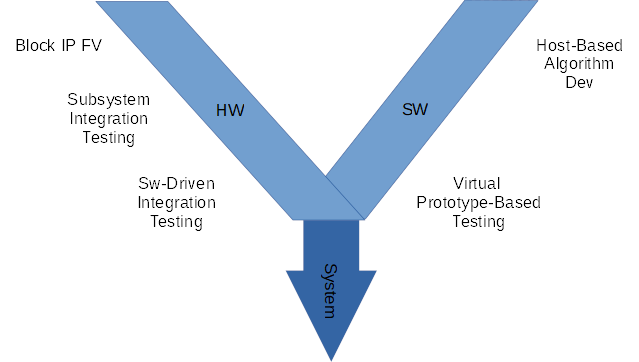 Block IP FV
Subsystem
Integration
Testing
Sw-Driven
Integration
Testing
HW
SW
Host-Based
Algorithm
Dev
Virtual
Prototype-Based
Testing
System